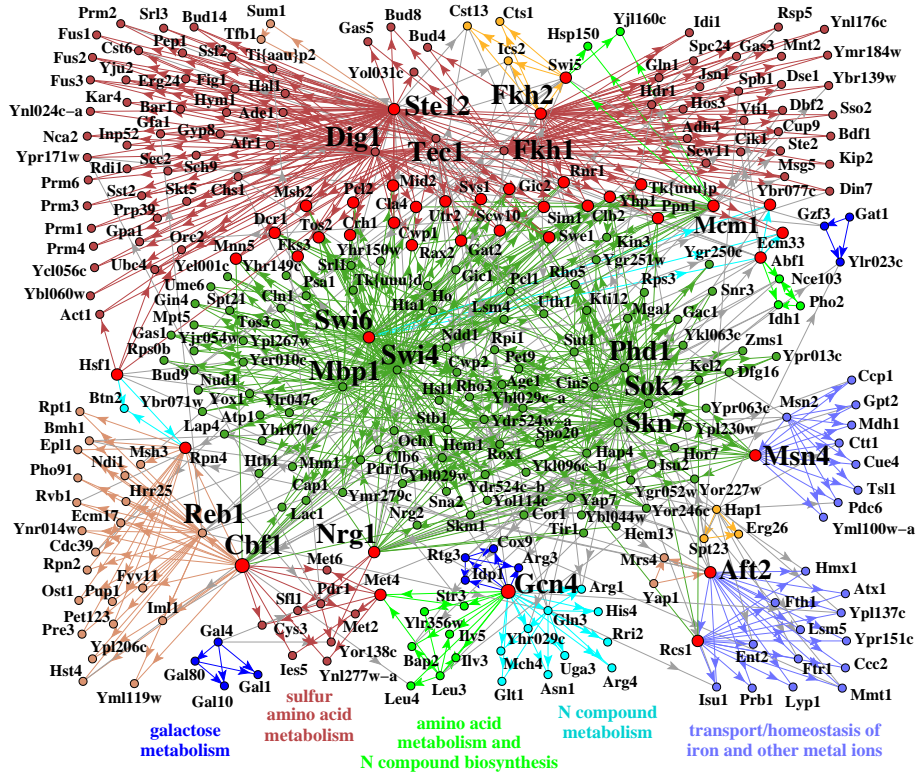 Prm2
Srl3
Bud14
Sum1
Tfb1
Fus1
Cst6
Pep1
Ssf2
Ti{aau}p2
Fus2
Yju2
Erg24
Fig1
Hal1
Fus3
Kar4
Bar1
Hym1
Ade1
Ynl024c-a
Gfa1
Gyp8
Nca2
Inp52
Afr1
Ypr171w
Rdi1
Sec2
Sch9
Prm6
Sst2
Skt5
Chs1
Prm3
Prp39
Prm1
Gpa1
Orc2
Prm4
Ubc4
Ycl056c
Ybl060w
Act1
Gas5
Bud8
Bud4
Yol031c
Cst13
Cts1
Ics2
Hsp150
Yjl160c
Swi5
Idi1
Spc24
Gas3
Rsp5
Mnt2
Ynl176c
Gln1
Jsn1
Spb1
Dse1
Ymr184w
Hdr1
Hos3
Vti1
Dbf2
Ybr139w
Adh4
Cik1
Cup9
Sso2
Scw11
Ste2
Bdf1
Msg5
Kip2
Ybr077c
Din7
Ste12
Dig1
Tec1
Fkh2
Fkh1
Mcm1
Msb2
Pcl2
Mid2
Cla4
Svs1
Gic2
Rnr1
Tk{uuu}p
Yhp1
Ppn1
Dcr1
Tos2
Crh1
Cwp1
Utr2
Scw10
Sim1
Clb2
Mnn5
Fks3
Yhr150w
Rax2
Gat2
Swe1
Kin3
Ygr251w
Ygr250c
Ecm33
Abf1
Gzf3
Gat1
Ylr023c
Nce103
Pho2
Idh1
Yel001c
Yhr149c
Srl1
Tk{uuu}d
Gic1
Pcl1
Rho5
Rps3
Snr3
Ume6
Gin4
Spt21
Cln1
Psa1
Hta1
Ho
Lsm4
Uth1
Kti12
Mga1
Gac1
Mpt5
Tos3
Gas1
Yjr054w
Ypl267w
Rps0b
Yer010c
Bud9
Nud1
Yox1
Ylr047c
Ybr071w
Lap4
Atp1
Ybr070c
Swi6
Swi4
Mbp1
Ndd1
Rpi1
Cwp2
Pet9
Sut1
Ykl063c
Zms1
Kel2
Dfg16
Ypr013c
Hsl1
Rho3
Age1
Cin5
Ybl029c-a
Stb1
Ydr524w-a
Spo20
Phd1
Sok2
Skn7
Ypr063c
Ypl230w
Och1
Hem1
Rox1
Hap4
Hor7
Clb6
Pdr16
Ybl029w
Ykl096c-b
Isu2
Ydr524c-b
Ygr052w
Yor227w
Htb1
Mnn1
Cap1
Ymr279c
Sna2
Yol114c
Yap7
Yor246c
Lac1
Nrg2
Skm1
Cor1
Ybl044w
Tir1
Hem13
Msn2
Ccp1
Gpt2
Mdh1
Ctt1
Cue4
Tsl1
Pdc6
Yml100w-a
Msn4
Hap1
Erg26
Spt23
Mrs4
Yap1
Hsf1
Btn2
Rpt1
Bmh1
Epl1
Msh3
Rpn4
Pho91
Ndi1
Hrr25
Rvb1
Ecm17
Ynr014w
Cdc39
Rpn2
Fyv11
Ost1
Pup1
Pet123
Iml1
Pre3
Ypl206c
Hst4
Yml119w
Reb1
Cbf1
Nrg1
Met6
Pdr1
Met4
Sfl1
Cys3
Met2
Ies5
Yor138c
Ynl277w-a
Gal4
Gal80
Gal10
Gal1
Cox9
Rtg3
Arg3
Idp1
Gcn4
Str3
Ylr356w
Ilv5
Bap2
Ilv3
Leu4
Leu3
Arg1
His4
Gln3
Yhr029c
Rri2
Mch4
Uga3
Arg4
Glt1
Asn1
Aft2
Rcs1
Hmx1
Atx1
Fth1
Ypl137c
Lsm5
Ypr151c
Ent2
Ftr1
Ccc2
Isu1
Prb1
Lyp1
Mmt1
galactose
metabolism
sulfur
amino acid
metabolism
amino acid
metabolism and
N compound biosynthesis
N compound
metabolism
transport/homeostasis of
iron and other metal ions